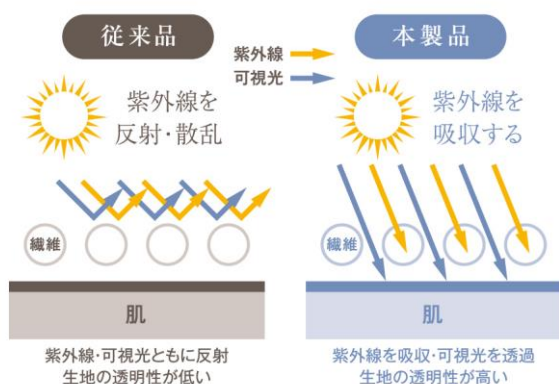 従来品
紫外線
可視光
本製品
紫外線を
反射・散乱
紫外線を
吸収する
繊維
繊維
肌
肌
紫外線・可視光ともに反射
生地の透明性が低い
紫外線を吸収・可視光を透過
生地の透明性が高い